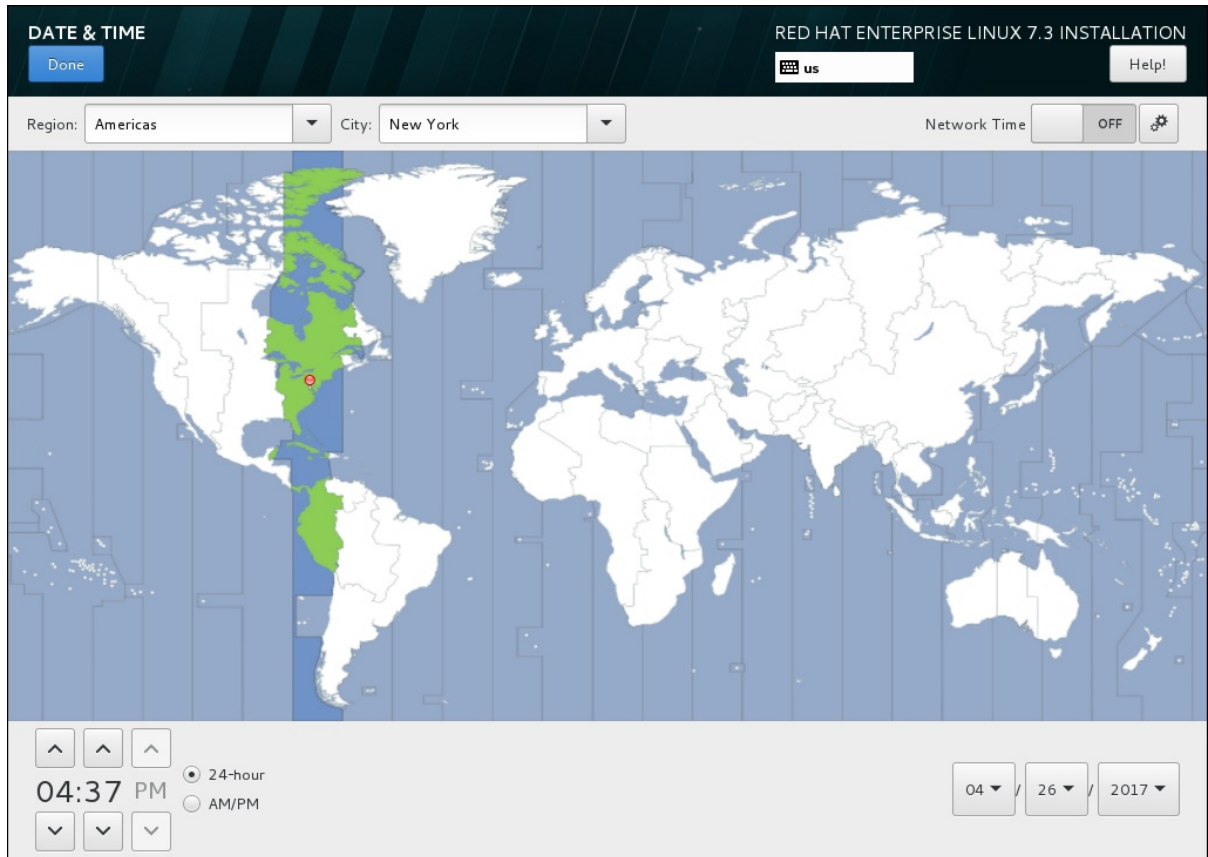 DATE & TIME
RED HAT ENTERPRISE LINUX 7.3 INSTALLATION
Done
us
Help!
Region: Americas City: New York Network Time OFF
04:37 PM
24-hour
AM/PM
04 / 26 / 2017